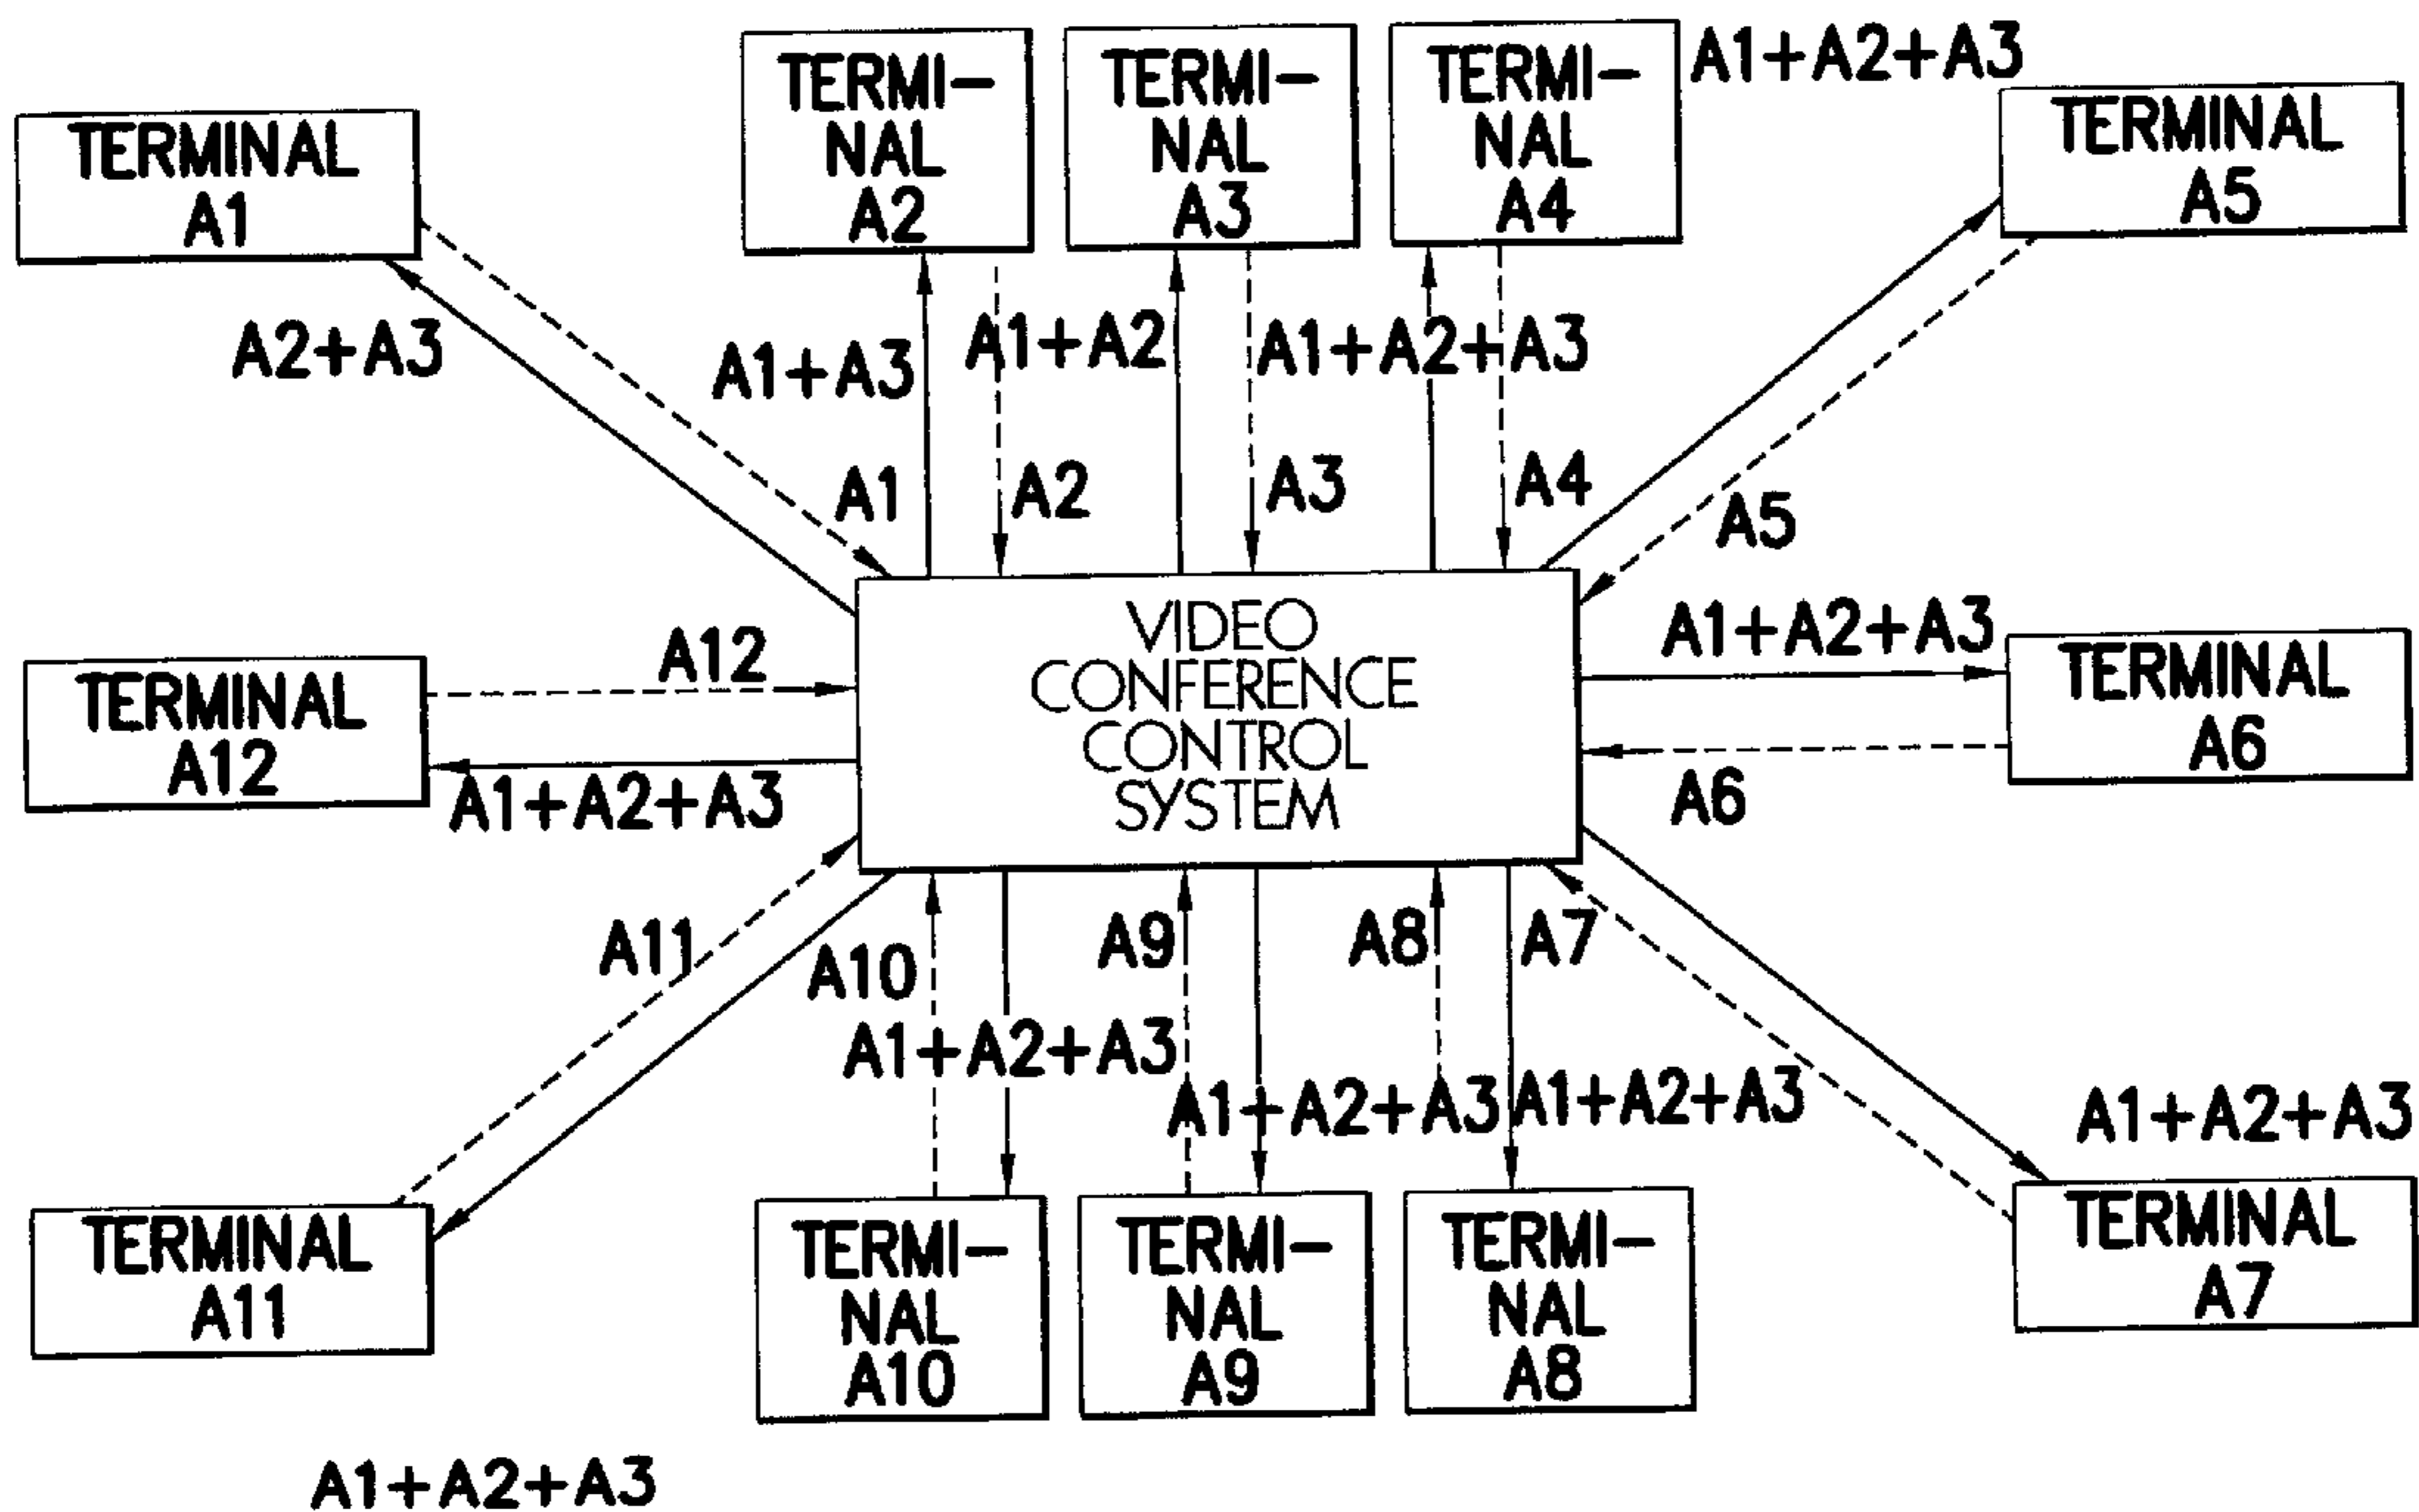 TERMI-
NAL
A2
TERMI-
NAL
A3
TERMI-
NAL
A4
A1+A2+A3
TERMINAL
A1
TERMINAL
A5
A2+A3
A1+A3
A1+A2
A1+A2+A3
A1
A2
A3
A4
A5
VIDEO
CONFERENCE
CONTROL
SYSTEM
A12
A1+A2+A3
TERMINAL
A12
A1+A2+A3
TERMINAL
A6
A6
A11
A10
A9
A8
A7
A1+A2+A3
A1+A2+A3
A1+A2+A3
A1+A2+A3
TERMINAL
A11
TERMI-
NAL
A10
TERMI-
NAL
A9
TERMI-
NAL
A8
TERMINAL
A7
A1+A2+A3